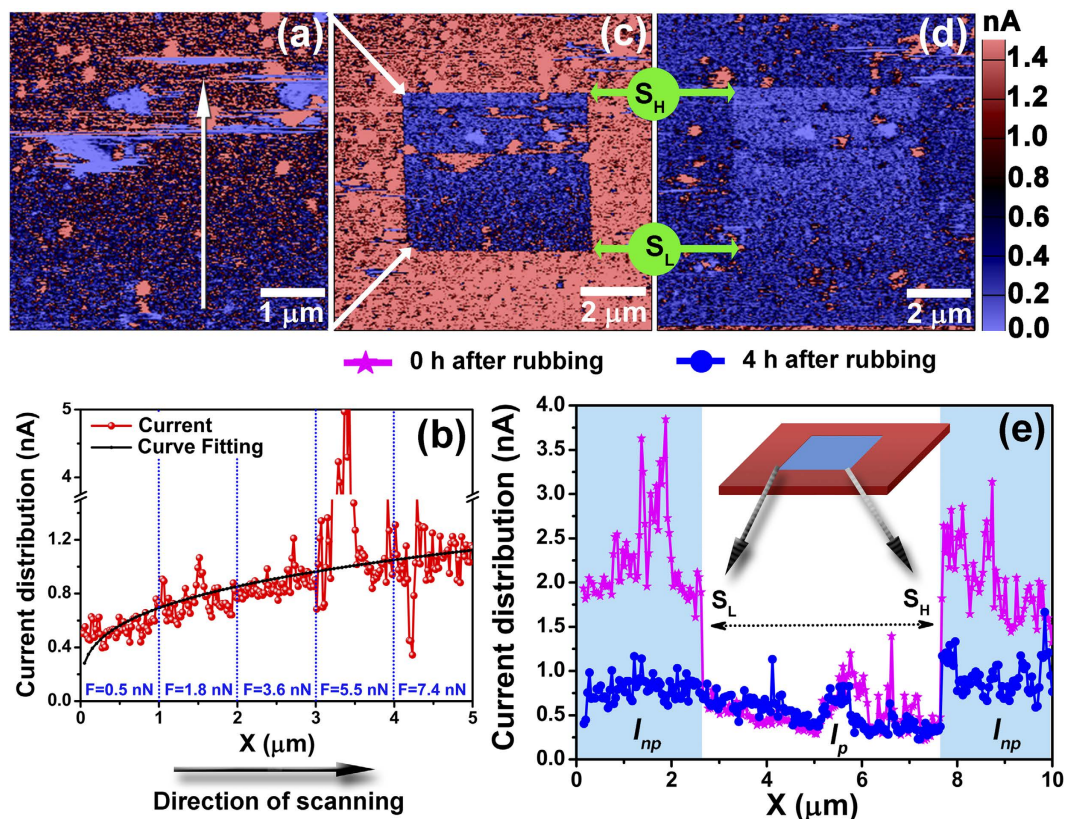 (a)
(c)
(d)
nA
1.4
1.2
1.0
0.8
0.6
0.4
0.2
0.0
S_H
S_L
1 μm
2 μm
2 μm
0 h after rubbing
4 h after rubbing
(b)
Current distribution (nA)
5
4
1.2
0.8
0.4
0.0
Current
Curve Fitting
F=0.5 nN
F=1.8 nN
F=3.6 nN
F=5.5 nN
F=7.4 nN
0 1 2 3 4 5
X (μm)
Direction of scanning
(e)
Current distribution (nA)
4.0
3.5
3.0
2.5
2.0
1.5
1.0
0.5
0.0
S_L
S_H
I_np
I_p
I_np
0 2 4 6 8 10
X (μm)